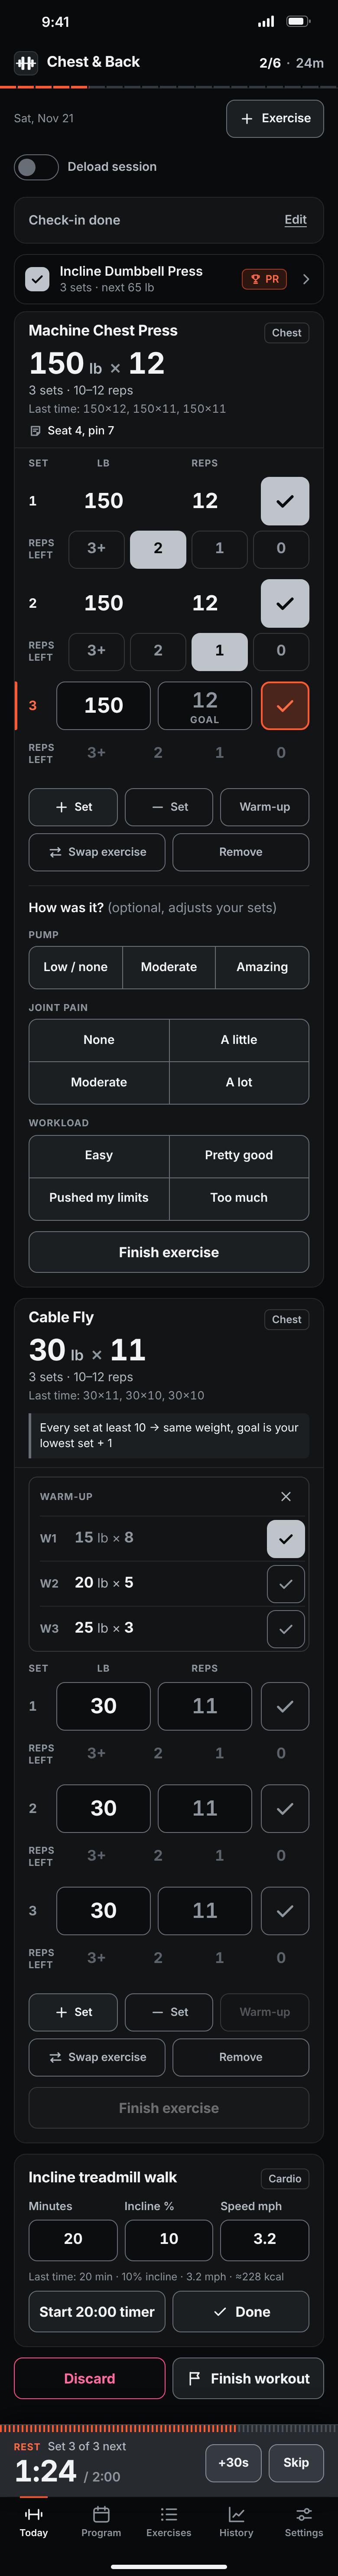 9:41
Chest & Back
2/6 · 24m
Sat, Nov 21
+ Exercise
Deload session
Check-in done
Edit
Incline Dumbbell Press
3 sets · next 65 lb
PR
Machine Chest Press
Chest
150 lb × 12
3 sets · 10–12 reps
Last time: 150×12, 150×11, 150×11
Seat 4, pin 7
SET LB REPS
1 150 12
REPS LEFT 3+ 2 1 0
2 150 12
REPS LEFT 3+ 2 1 0
3 150 12 GOAL
REPS LEFT 3+ 2 1 0
+ Set
— Set
Warm-up
Swap exercise
Remove
How was it? (optional, adjusts your sets)
PUMP
Low / none
Moderate
Amazing
JOINT PAIN
None
A little
Moderate
A lot
WORKLOAD
Easy
Pretty good
Pushed my limits
Too much
Finish exercise
Cable Fly
Chest
30 lb × 11
3 sets · 10–12 reps
Last time: 30×11, 30×10, 30×10
Every set at least 10 → same weight, goal is your
lowest set + 1
WARM-UP
W1 15 lb × 8
W2 20 lb × 5
W3 25 lb × 3
SET LB REPS
1 30 11
REPS LEFT 3+ 2 1 0
2 30 11
REPS LEFT 3+ 2 1 0
3 30 11
REPS LEFT 3+ 2 1 0
+ Set
— Set
Warm-up
Swap exercise
Remove
Finish exercise
Incline treadmill walk
Cardio
Minutes
Incline %
Speed mph
20
10
3.2
Last time: 20 min · 10% incline · 3.2 mph · ≈228 kcal
Start 20:00 timer
Done
Discard
Finish workout
REST Set 3 of 3 next
1:24 / 2:00
+30s
Skip
Today
Program
Exercises
History
Settings